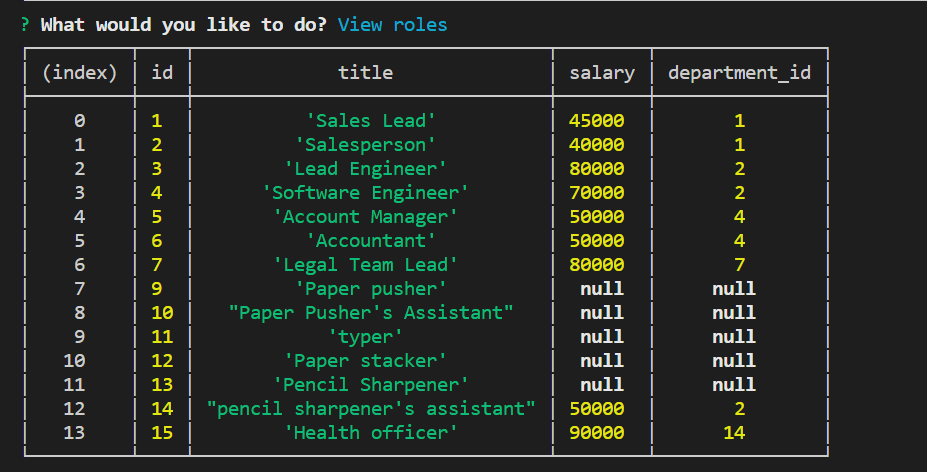 ? What would you like to do? View roles
(index) id title salary department_id
0 1 'Sales Lead' 45000 1
1 2 'Salesperson' 40000 1
2 3 'Lead Engineer' 80000 2
3 4 'Software Engineer' 70000 2
4 5 'Account Manager' 50000 4
5 6 'Accountant' 50000 4
6 7 'Legal Team Lead' 80000 7
7 9 'Paper pusher' null null
8 10 "Paper Pusher's Assistant" null null
9 11 'typer' null null
10 12 'Paper stacker' null null
11 13 'Pencil Sharpener' null null
12 14 "pencil sharpener's assistant" 50000 2
13 15 'Health officer' 90000 14